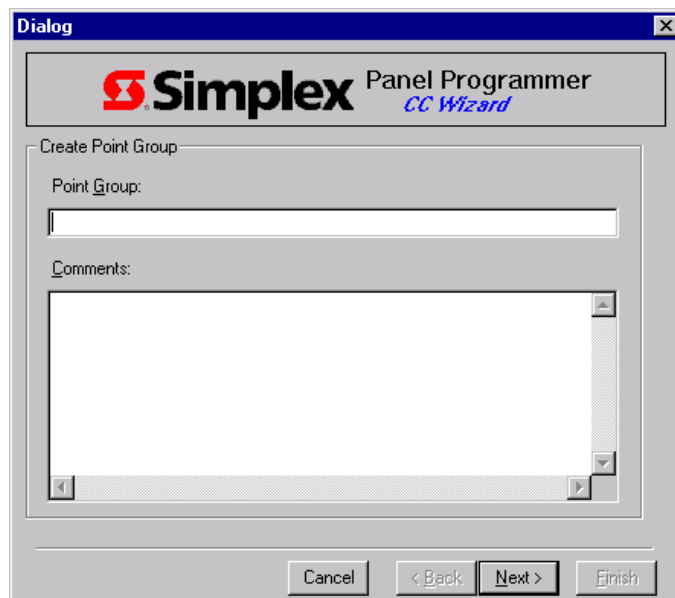 Dialog
Simplex
Panel Programmer
CC Wizard
Create Point Group
Point Group:
Comments:
Cancel
< Back
Next >
Finish